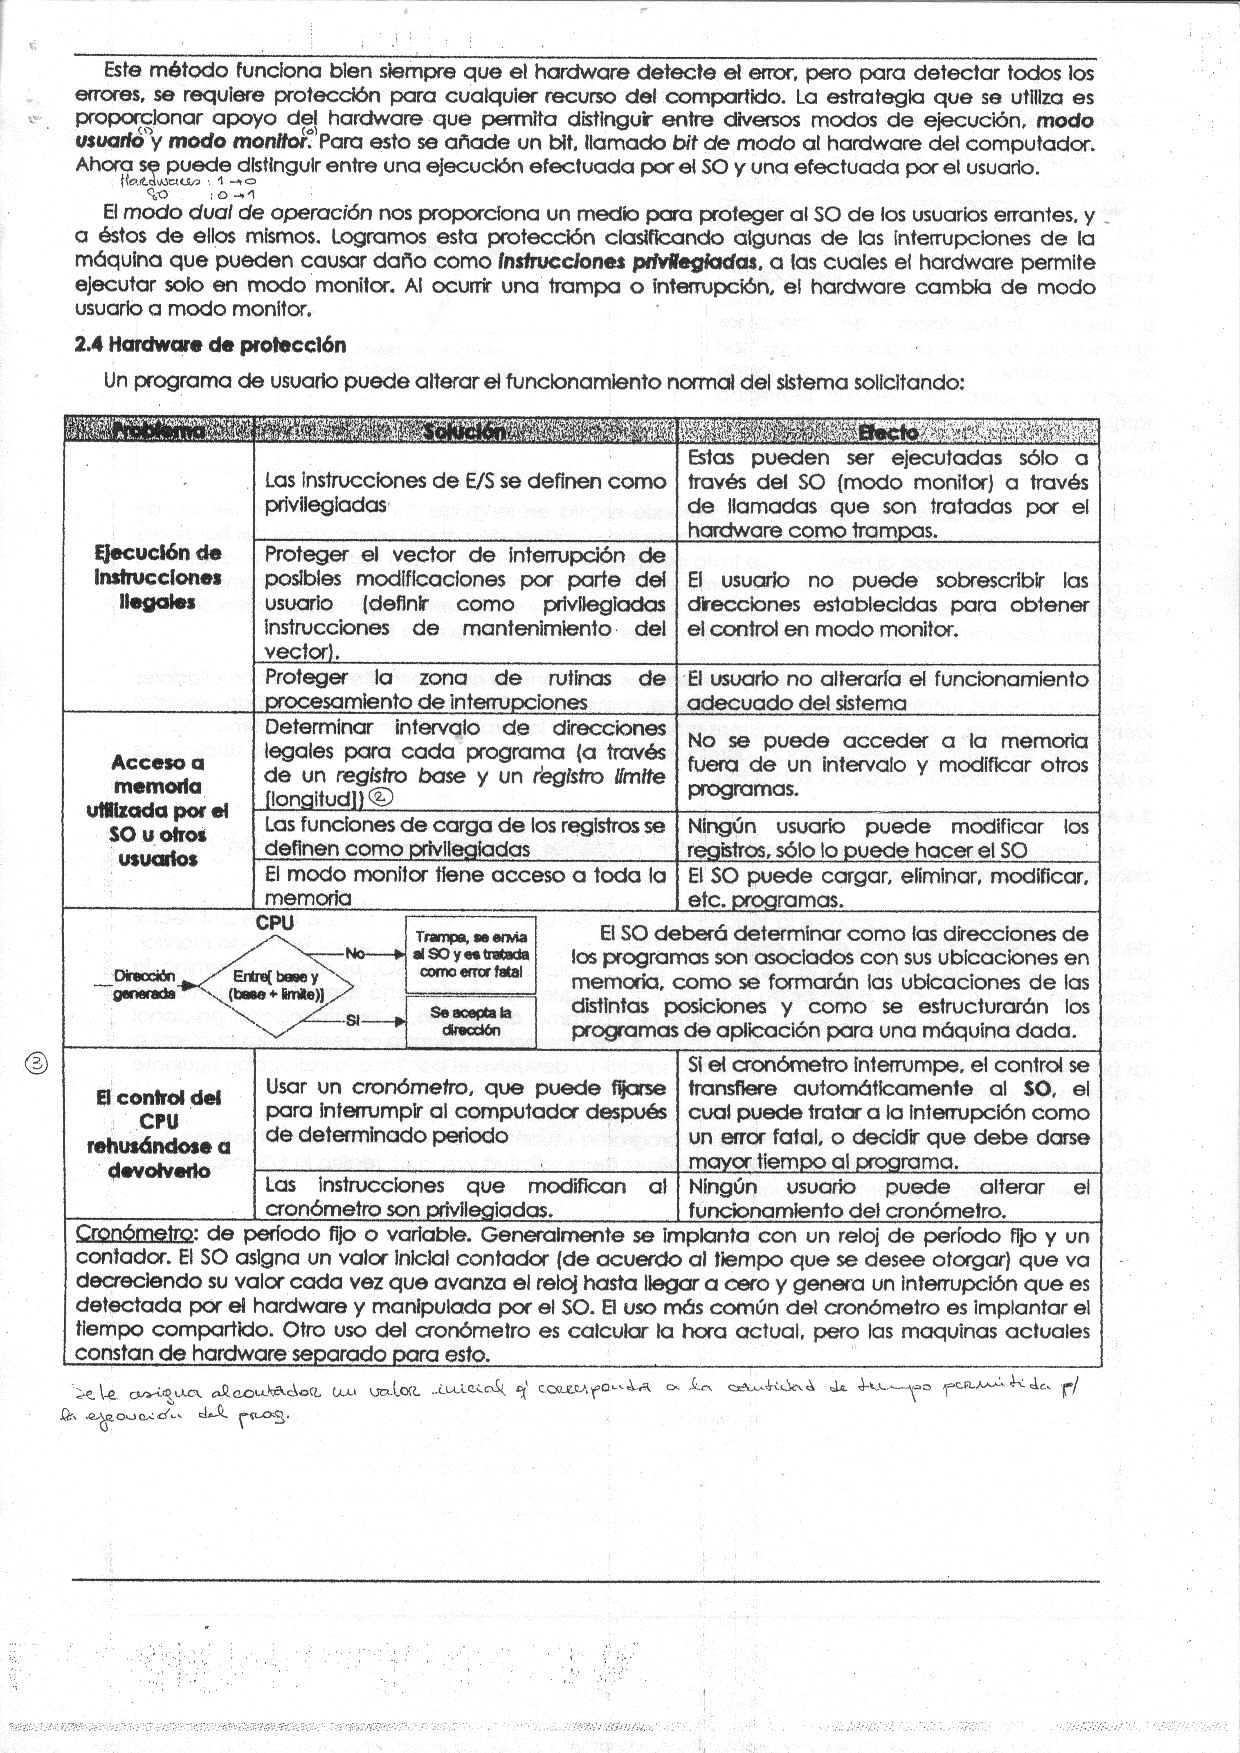 Este método funciona bien siempre que el hardware detecte el error, pero para detectar todos los
errores, se requiere protección para cualquier recurso del compartido. La estrategia que se utiliza es
proporcionar apoyo del hardware que permita distinguir entre diversos modos de ejecución, modo
usuario (1) y modo monitor. (0) Para esto se añade un bit, llamado bit de modo al hardware del computador.
Ahora se puede distinguir entre una ejecución efectuada por el SO y una efectuada por el usuario.
Hardware : 1 → 0
SO : 0 → 1
El modo dual de operación nos proporciona un medio para proteger al SO de los usuarios errantes, y
a éstos de ellos mismos. Logramos esta protección clasificando algunas de las interrupciones de la
máquina que pueden causar daño como instrucciones privilegiadas, a las cuales el hardware permite
ejecutar solo en modo monitor. Al ocurrir una trampa o interrupción, el hardware cambia de modo
usuario a modo monitor.
2.4 Hardware de protección
Un programa de usuario puede alterar el funcionamiento normal del sistema solicitando:
Problema Solución Efecto
Ejecución de
instrucciones
ilegales
Las instrucciones de E/S se definen como
privilegiadas
Estas pueden ser ejecutadas sólo a
través del SO (modo monitor) a través
de llamadas que son tratadas por el
hardware como trampas.
Proteger el vector de interrupción de
posibles modificaciones por parte del
usuario (definir como privilegiadas
instrucciones de mantenimiento del
vector).
El usuario no puede sobrescribir las
direcciones establecidas para obtener
el control en modo monitor.
Proteger la zona de rutinas de
procesamiento de interrupciones
El usuario no alteraría el funcionamiento
adecuado del sistema
Acceso a
memoria
utilizada por el
SO u otros
usuarios
Determinar intervalo de direcciones
legales para cada programa (a través
de un registro base y un registro límite
[longitud]) ②
No se puede acceder a la memoria
fuera de un intervalo y modificar otros
programas.
Las funciones de carga de los registros se
definen como privilegiadas
Ningún usuario puede modificar los
registros, sólo lo puede hacer el SO
El modo monitor tiene acceso a toda la
memoria
El SO puede cargar, eliminar, modificar,
etc. programas.
CPU
Dirección
generada
Entre[ base y
(base + limite)]
No
Trampa, se envia
al SO y es tratada
como error fatal
SI
Se acepta la
dirección
El SO deberá determinar como las direcciones de
los programas son asociados con sus ubicaciones en
memoria, como se formarán las ubicaciones de las
distintas posiciones y como se estructurarán los
programas de aplicación para una máquina dada.
③
El control del
CPU
rehusándose a
devolverlo
Usar un cronómetro, que puede fijarse
para interrumpir al computador después
de determinado periodo
Si el cronómetro interrumpe, el control se
transfiere automáticamente al SO, el
cual puede tratar a la interrupción como
un error fatal, o decidir que debe darse
mayor tiempo al programa.
Las instrucciones que modifican al
cronómetro son privilegiadas.
Ningún usuario puede alterar el
funcionamiento del cronómetro.
Cronómetro: de período fijo o variable. Generalmente se implanta con un reloj de período fijo y un
contador. El SO asigna un valor inicial contador (de acuerdo al tiempo que se desee otorgar) que va
decreciendo su valor cada vez que avanza el reloj hasta llegar a cero y genera un interrupción que es
detectada por el hardware y manipulada por el SO. El uso más común del cronómetro es implantar el
tiempo compartido. Otro uso del cronómetro es calcular la hora actual, pero las maquinas actuales
constan de hardware separado para esto.
Se le asigna al contador un valor inicial q' corresponda a la cantidad de tiempo permitida p/
la ejecución del prog.